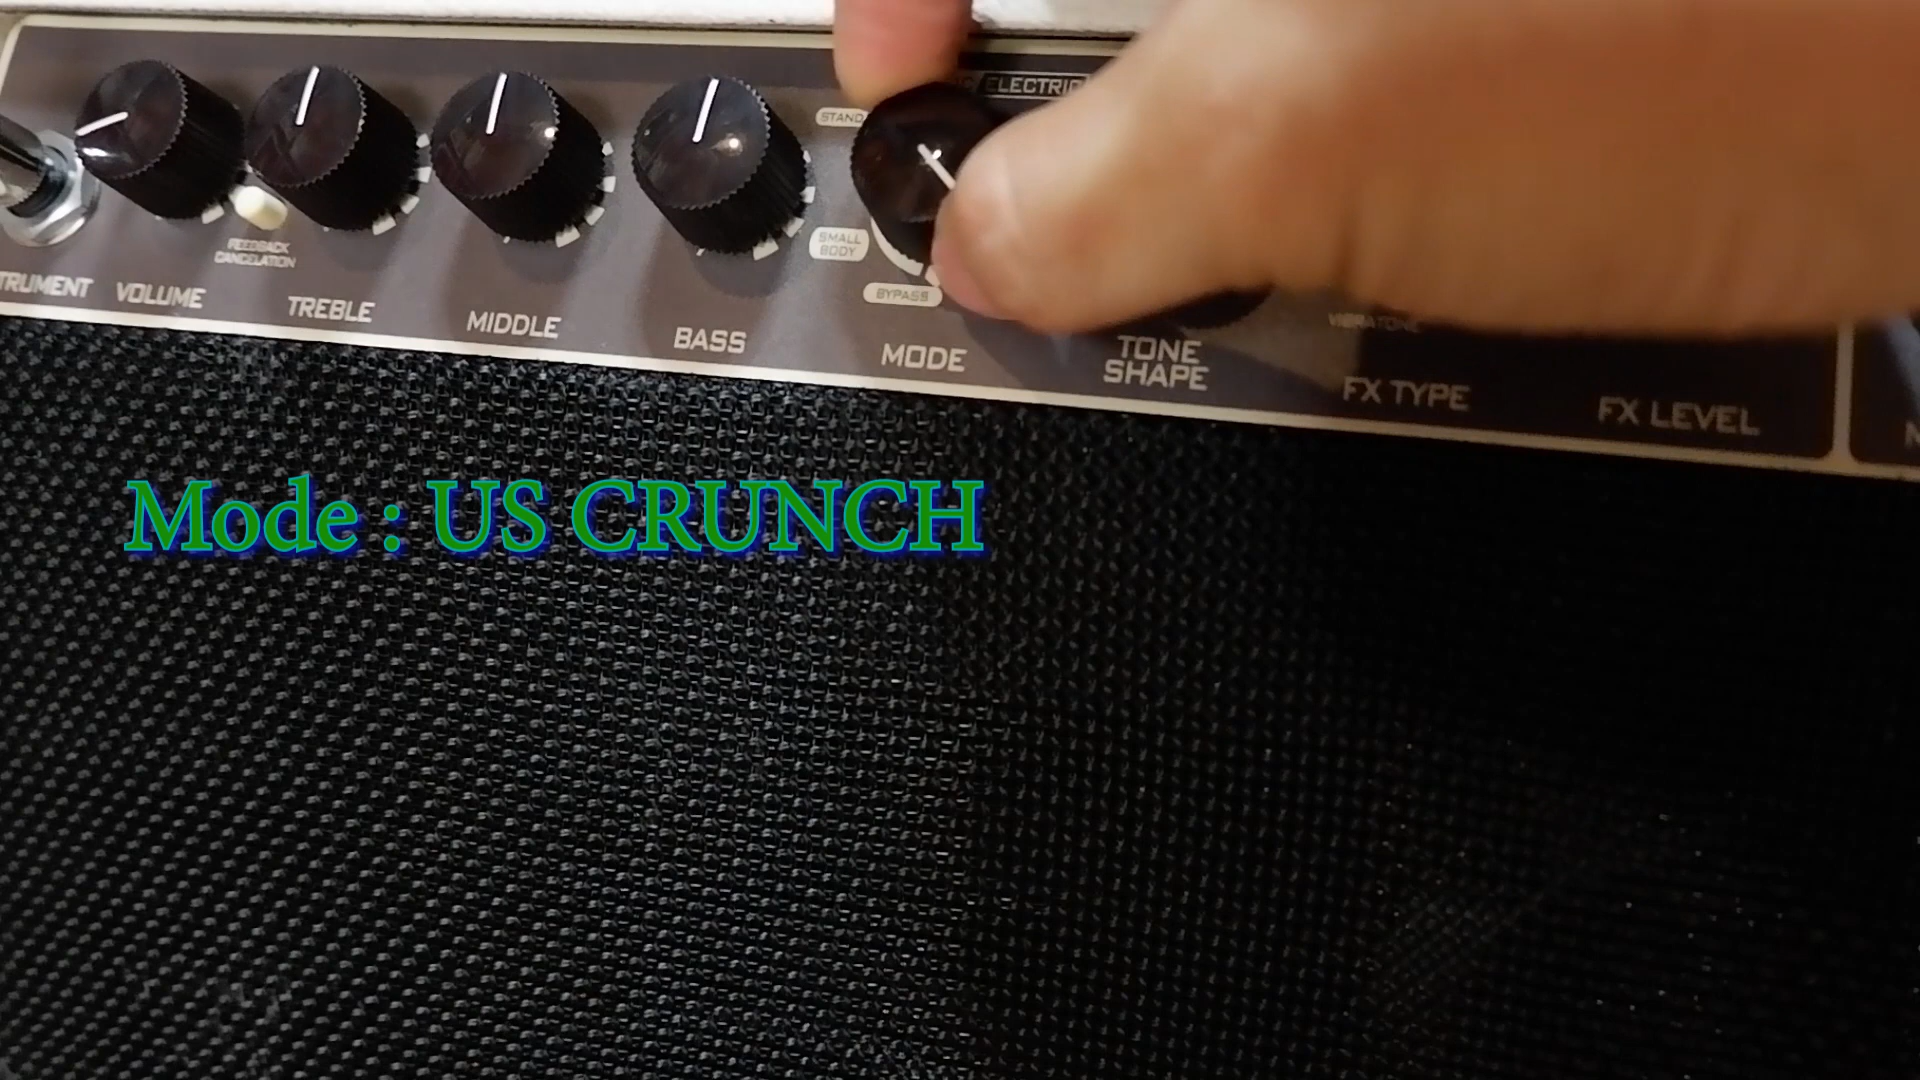 ELECTRIC
STAND
SMALL
BODY
BYPASS
FEEDBACK
CANCELATION
VIBRATONE
TRUMENT
VOLUME
TREBLE
MIDDLE
BASS
MODE
TONE
SHAPE
FX TYPE
FX LEVEL
Mode : US CRUNCH